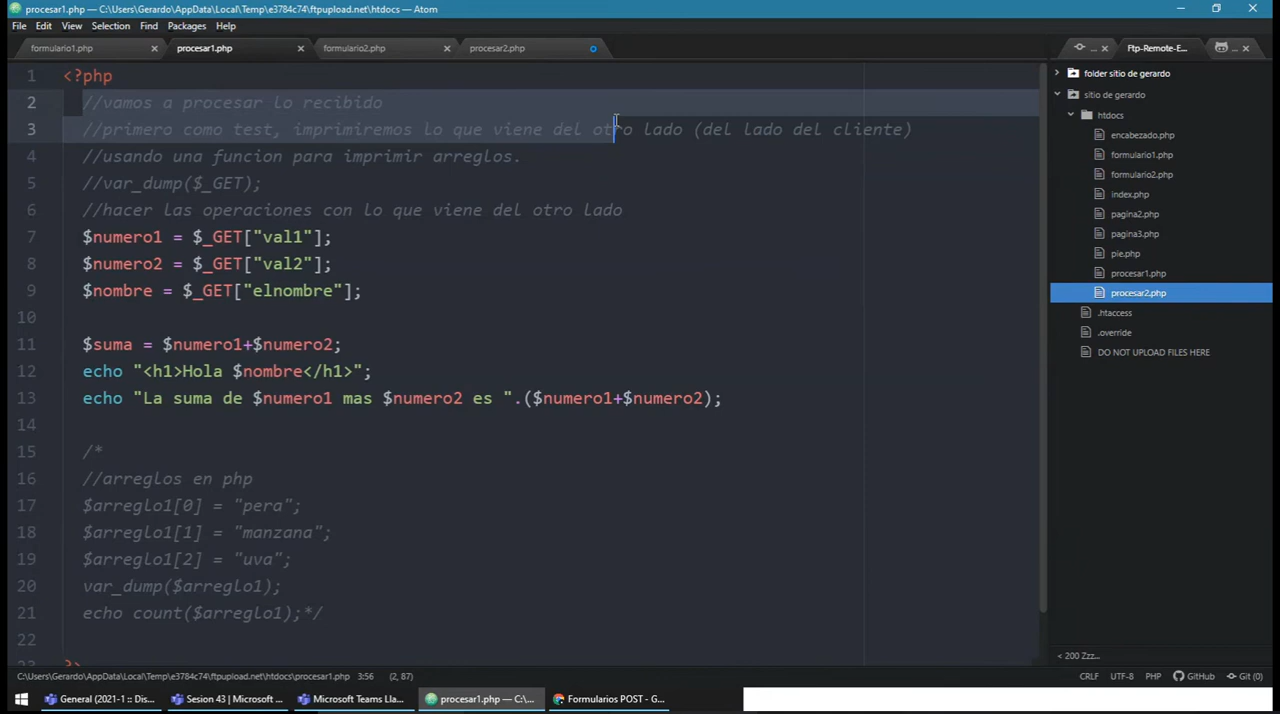 procesar1.php — C:\Users\Gerardo\AppData\Local\Temp\e3784c74\ftpupload.net\htdocs — Atom
File Edit View Selection Find Packages Help
formulario1.php procesar1.php formulario2.php procesar2.php Ftp-Remote-E...
1 <?php
2 //vamos a procesar lo recibido
3 //primero como test, imprimiremos lo que viene del otro lado (del lado del cliente)
4 //usando una funcion para imprimir arreglos.
5 //var_dump($_GET);
6 //hacer las operaciones con lo que viene del otro lado
7 $numero1 = $_GET["val1"];
8 $numero2 = $_GET["val2"];
9 $nombre = $_GET["elnombre"];
10
11 $suma = $numero1+$numero2;
12 echo "<h1>Hola $nombre</h1>";
13 echo "La suma de $numero1 mas $numero2 es ".($numero1+$numero2);
14
15 /*
16 //arreglos en php
17 $arreglo1[0] = "pera";
18 $arreglo1[1] = "manzana";
19 $arreglo1[2] = "uva";
20 var_dump($arreglo1);
21 echo count($arreglo1);*/
22
23 ?>
folder sitio de gerardo
sitio de gerardo
htdocs
encabezado.php
formulario1.php
formulario2.php
index.php
pagina2.php
pagina3.php
pie.php
procesar1.php
procesar2.php
.htaccess
.override
DO NOT UPLOAD FILES HERE
< 200 Zzz...
C:\Users\Gerardo\AppData\Local\Temp\e3784c74\ftpupload.net\htdocs\procesar1.php 3:56 (2, 87) CRLF UTF-8 PHP GitHub Git (0)
General (2021-1 :: Dis... Sesion 43 | Microsoft ... Microsoft Teams Lla... procesar1.php — C:\... Formularios POST - G...